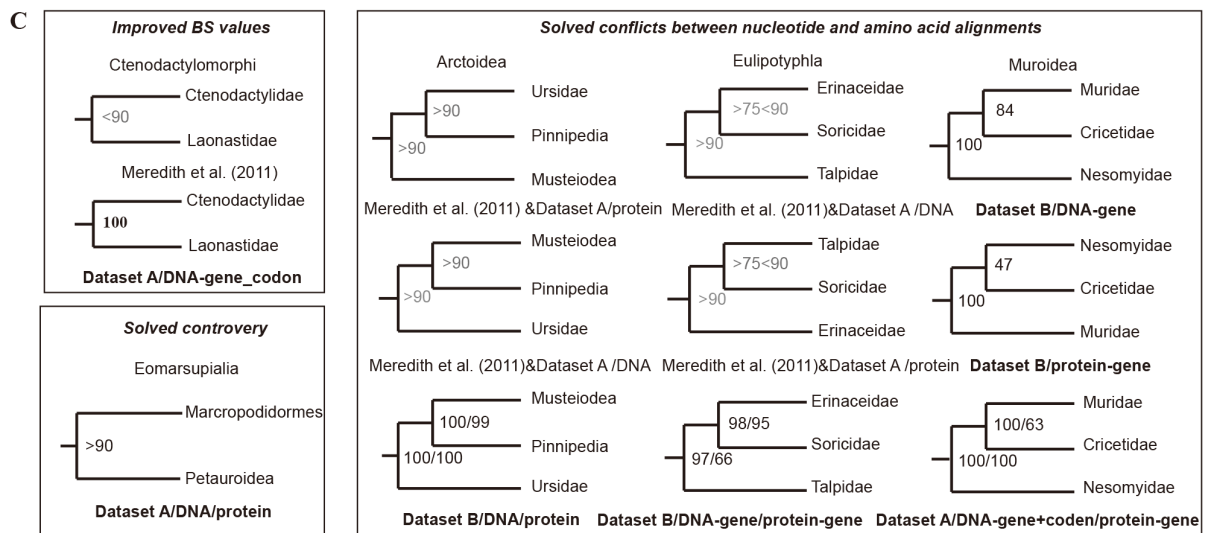 C
Improved BS values
Ctenodactylomorphi
Ctenodactylidae
<90
Laonastidae
Meredith et al. (2011)
Ctenodactylidae
100
Laonastidae
Dataset A/DNA-gene_codon
Solved controvery
Eomarsupialia
Marcropodidormes
>90
Petauroidea
Dataset A/DNA/protein
Solved conflicts between nucleotide and amino acid alignments
Arctoidea
Ursidae
>90
Pinnipedia
>90
Musteiodea
Meredith et al. (2011) &Dataset A/protein
Musteiodea
>90
Pinnipedia
>90
Ursidae
Meredith et al. (2011)&Dataset A /DNA
Musteiodea
100/99
Pinnipedia
100/100
Ursidae
Dataset B/DNA/protein
Eulipotyphla
Erinaceidae
>75<90
Soricidae
>90
Talpidae
Meredith et al. (2011)&Dataset A /DNA
Talpidae
>75<90
Soricidae
>90
Erinaceidae
Meredith et al. (2011)&Dataset A /protein
Erinaceidae
98/95
Soricidae
97/66
Talpidae
Dataset B/DNA-gene/protein-gene
Muroidea
Muridae
84
Cricetidae
100
Nesomyidae
Dataset B/DNA-gene
Nesomyidae
47
Cricetidae
100
Muridae
Dataset B/protein-gene
Muridae
100/63
Cricetidae
100/100
Nesomyidae
Dataset A/DNA-gene+coden/protein-gene